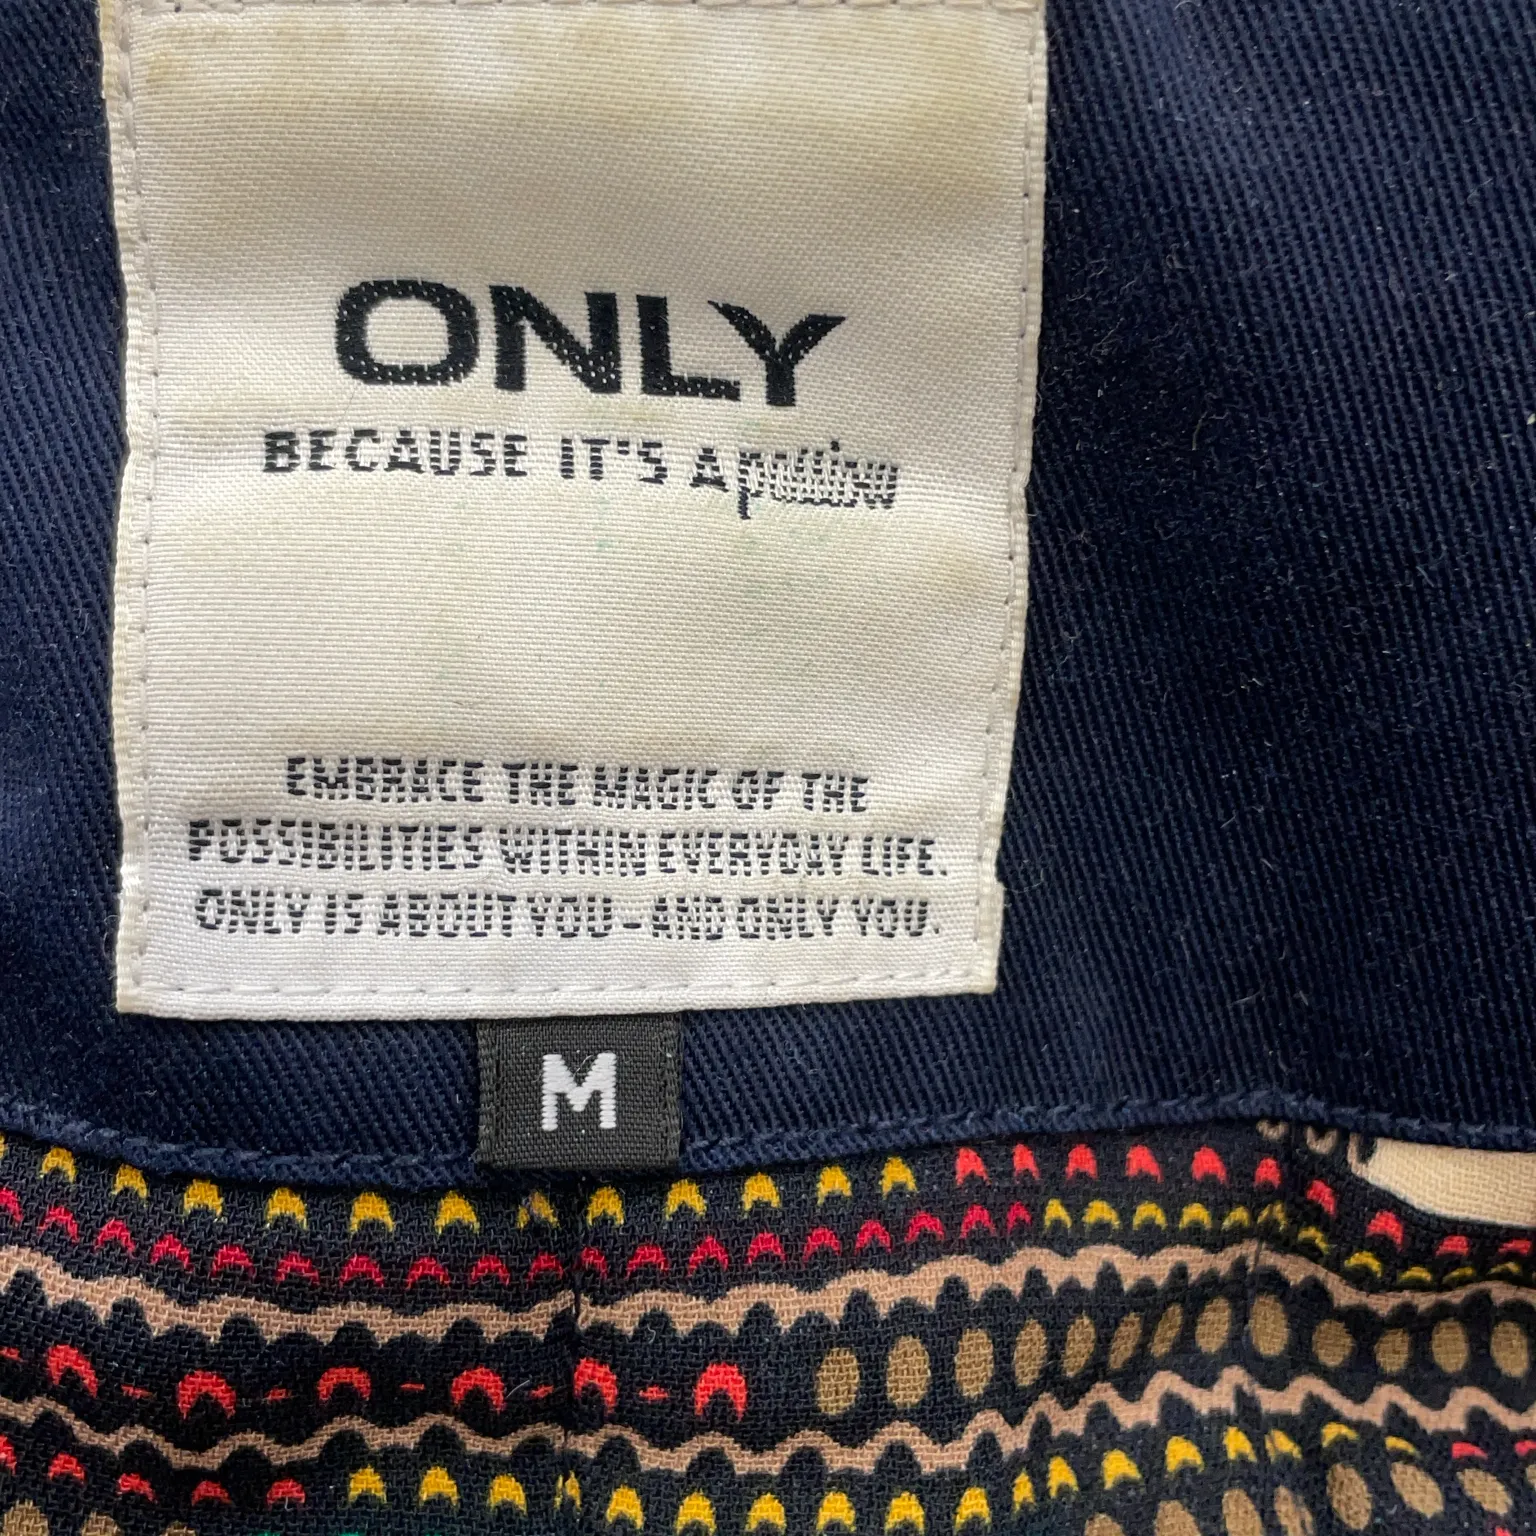 ONLY
BECAUSE IT'S A
EMBRACE THE MAGIC OF THE
POSSIBILITIES WITHIN EVERYDAY LIFE.
ONLY IS ABOUT YOU - AND ONLY YOU.
M